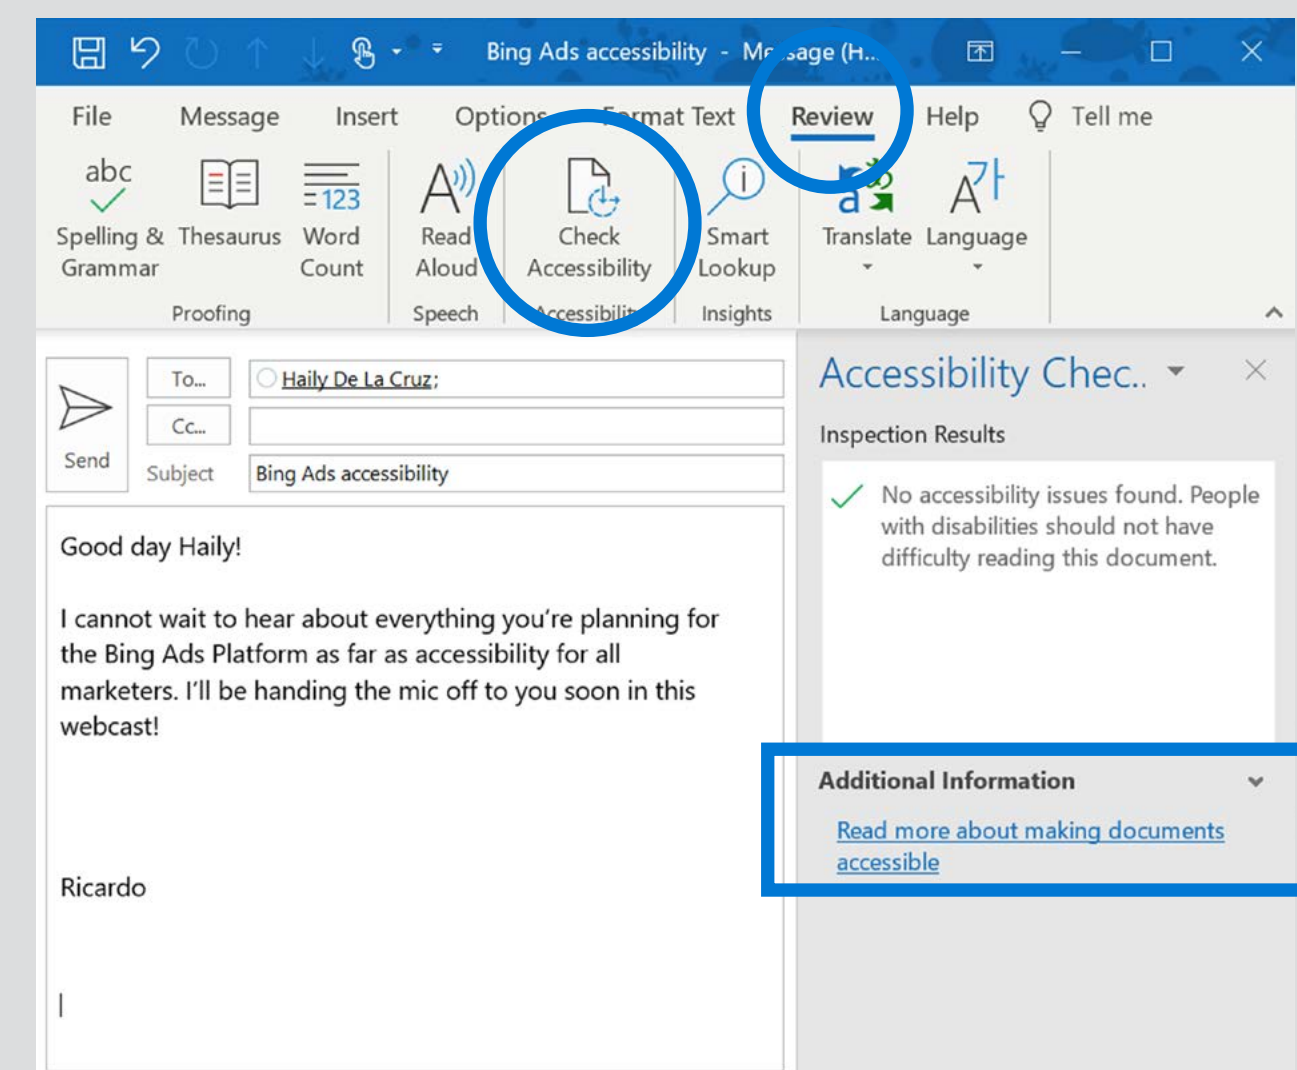 Bing Ads accessibility - Message (H...
File Message Insert Options Format Text Review Help Tell me
abc
123
Spelling & Grammar
Thesaurus
Word Count
Read Aloud
Check Accessibility
Smart Lookup
Translate
Language
Proofing Speech Accessibility Insights Language
Send
To... Haily De La Cruz;
Cc...
Subject Bing Ads accessibility
Good day Haily!
I cannot wait to hear about everything you're planning for
the Bing Ads Platform as far as accessibility for all
marketers. I'll be handing the mic off to you soon in this
webcast!
Ricardo
Accessibility Chec..
Inspection Results
No accessibility issues found. People
with disabilities should not have
difficulty reading this document.
Additional Information
Read more about making documents
accessible